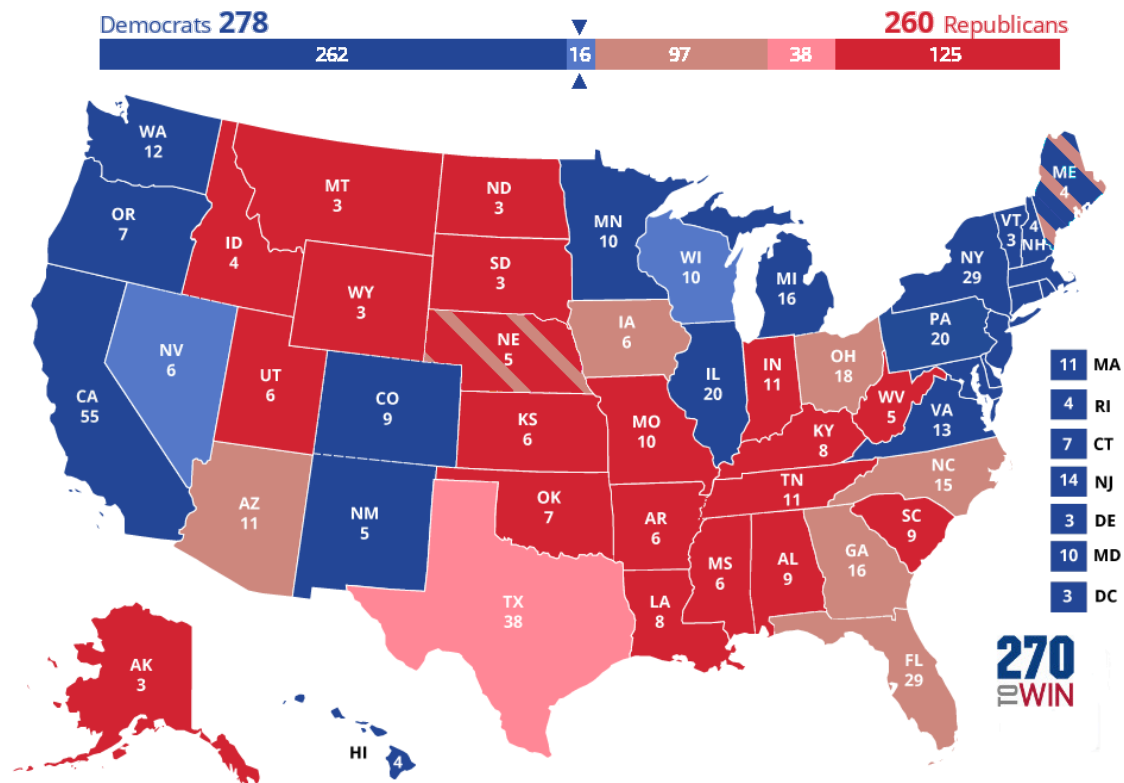 Democrats 278
260 Republicans
262
16
97
38
125
WA
12
OR
7
CA
55
NV
6
ID
4
MT
3
WY
3
UT
6
AZ
11
CO
9
NM
5
ND
3
SD
3
NE
5
KS
6
OK
7
TX
38
MN
10
IA
6
MO
10
AR
6
LA
8
WI
10
IL
20
MI
16
IN
11
OH
18
KY
8
TN
11
MS
6
AL
9
GA
16
FL
29
SC
9
NC
15
VA
13
WV
5
PA
20
NY
29
VT
3
4
NH
ME
4
11 MA
4 RI
7 CT
14 NJ
3 DE
10 MD
3 DC
AK
3
HI
4
270
TO WIN